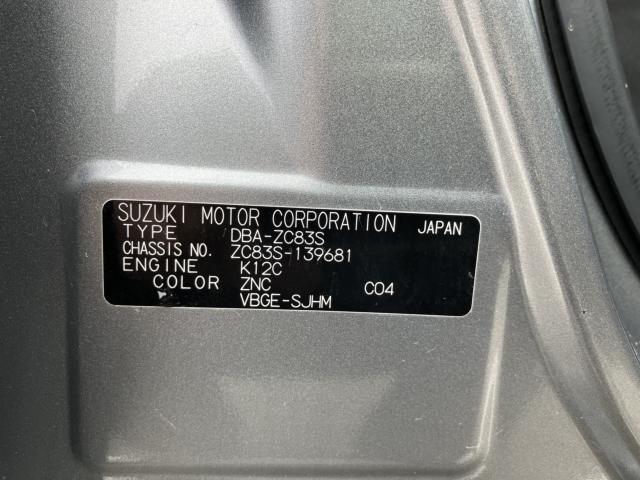 SUZUKI MOTOR CORPORATION JAPAN
TYPE DBA-ZC83S
CHASSIS NO. ZC83S-139681
ENGINE K12C
COLOR ZNC C04
VBGE-SJHM